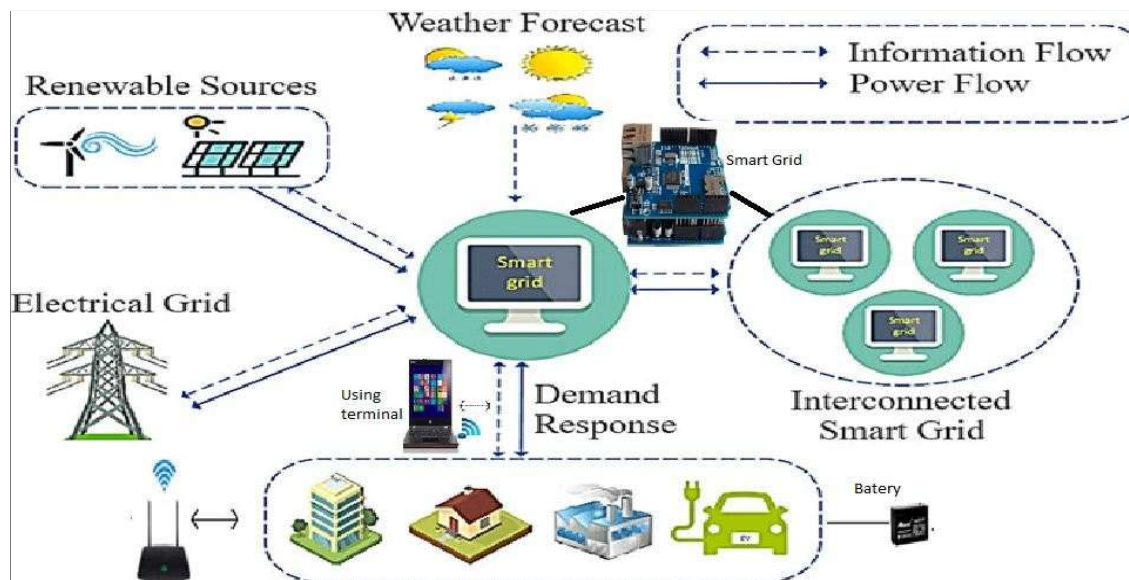 Weather Forecast
Information Flow
Power Flow
Renewable Sources
Smart Grid
Smart
grid
Smart
grid
Smart
grid
Smart
grid
Electrical Grid
Using
terminal
Demand
Response
Interconnected
Smart Grid
Batery
EV